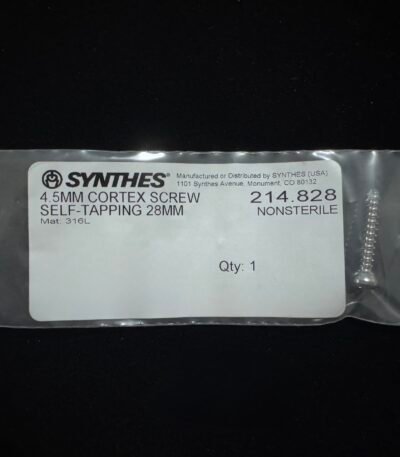 SYNTHES® Manufactured or Distributed by SYNTHES (USA)
1101 Synthes Avenue, Monument, CO 80132
4.5MM CORTEX SCREW 214.828
SELF-TAPPING 28MM NONSTERILE
Mat: 316L
Qty: 1